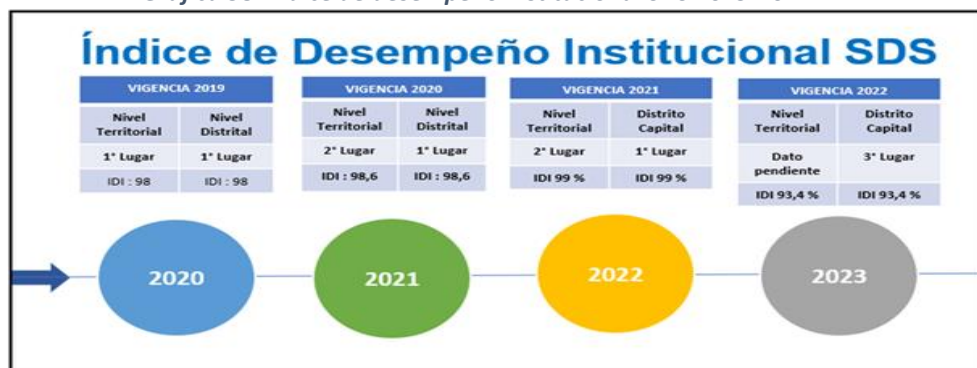 Índice de Desempeño Institucional SDS
VIGENCIA 2019
Nivel Territorial Nivel Distrital
1° Lugar 1° Lugar
IDI : 98 IDI : 98
VIGENCIA 2020
Nivel Territorial Nivel Distrital
2° Lugar 1° Lugar
IDI : 98,6 IDI : 98,6
VIGENCIA 2021
Nivel Territorial Distrito Capital
2° Lugar 1° Lugar
IDI 99 % IDI 99 %
VIGENCIA 2022
Nivel Territorial Distrito Capital
Dato pendiente 3° Lugar
IDI 93,4 % IDI 93,4 %
2020
2021
2022
2023